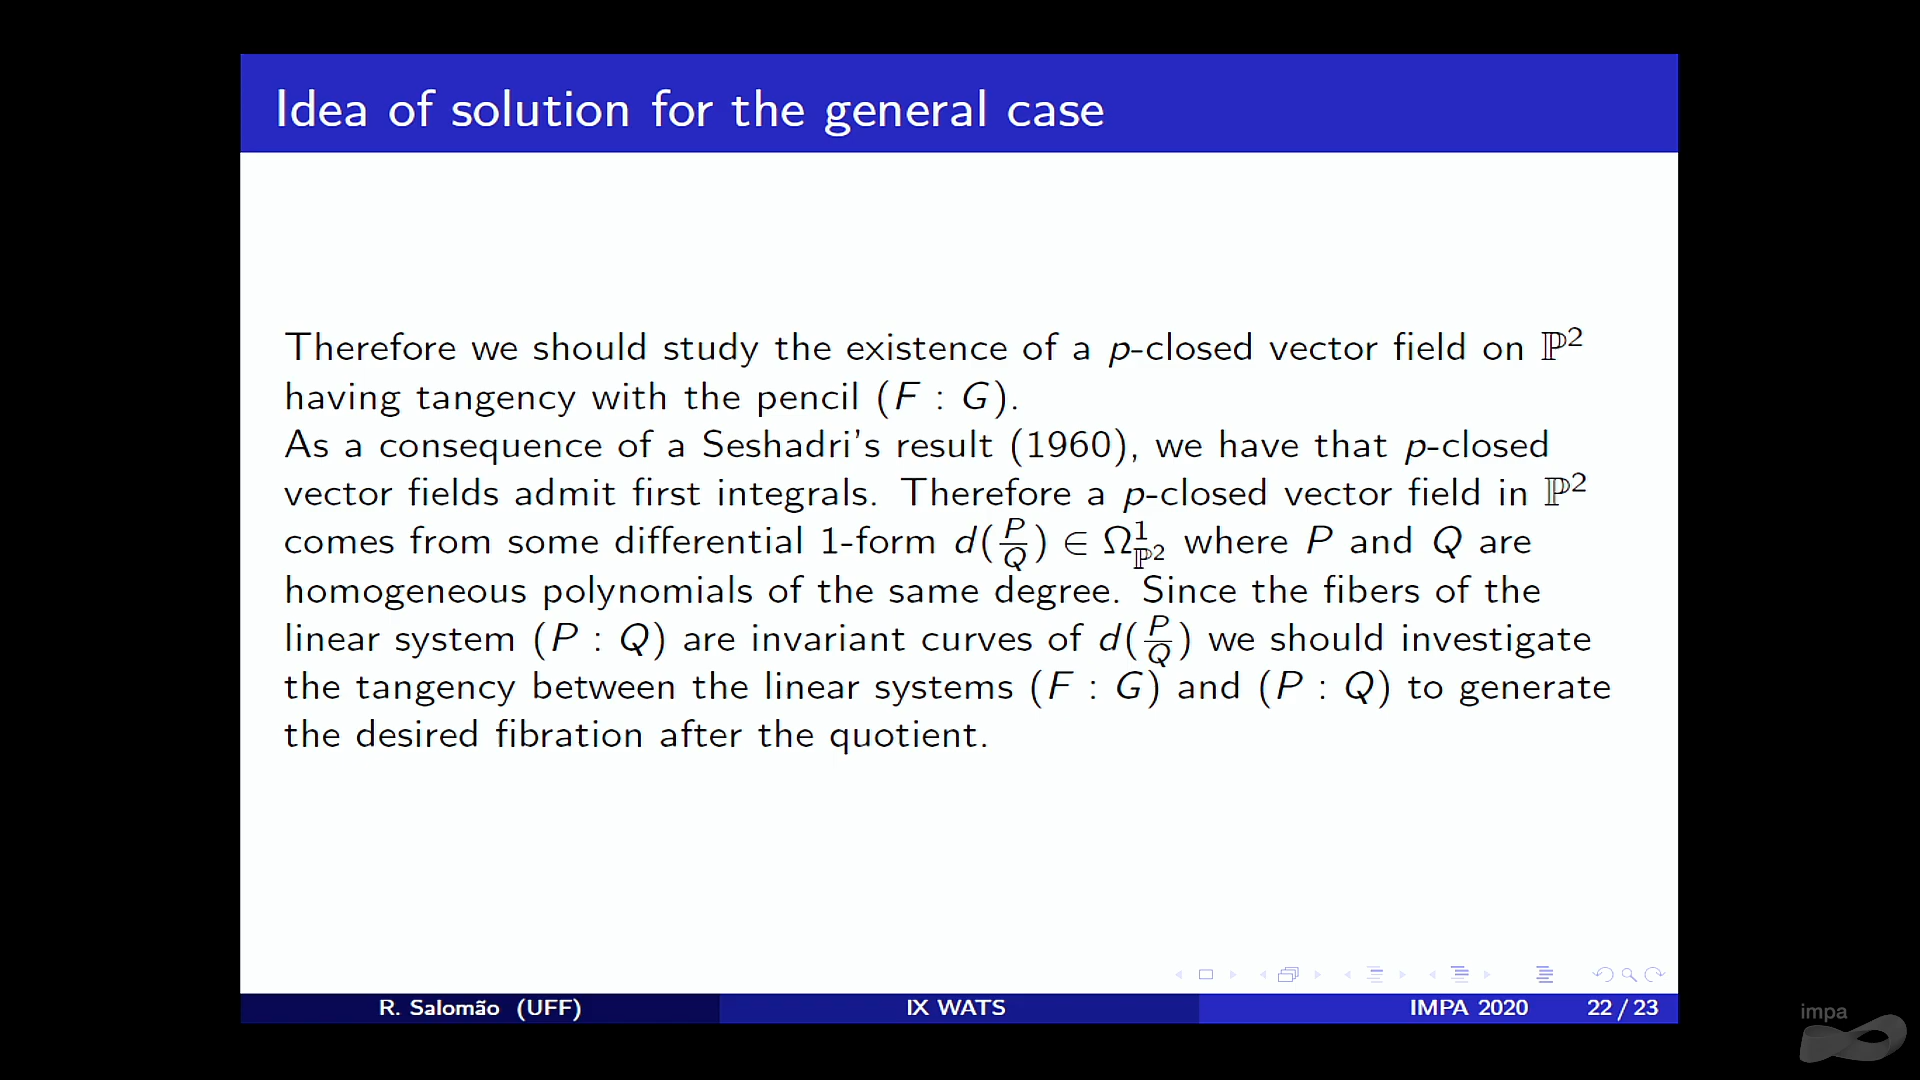 Idea of solution for the general case
Therefore we should study the existence of a p-closed vector field on ℙ²
having tangency with the pencil (F : G).
As a consequence of a Seshadri's result (1960), we have that p-closed
vector fields admit first integrals. Therefore a p-closed vector field in ℙ²
comes from some differential 1-form d(P/Q) ∈ Ω¹_ℙ² where P and Q are
homogeneous polynomials of the same degree. Since the fibers of the
linear system (P : Q) are invariant curves of d(P/Q) we should investigate
the tangency between the linear systems (F : G) and (P : Q) to generate
the desired fibration after the quotient.
R. Salomão (UFF) IX WATS IMPA 2020 22 / 23
impa